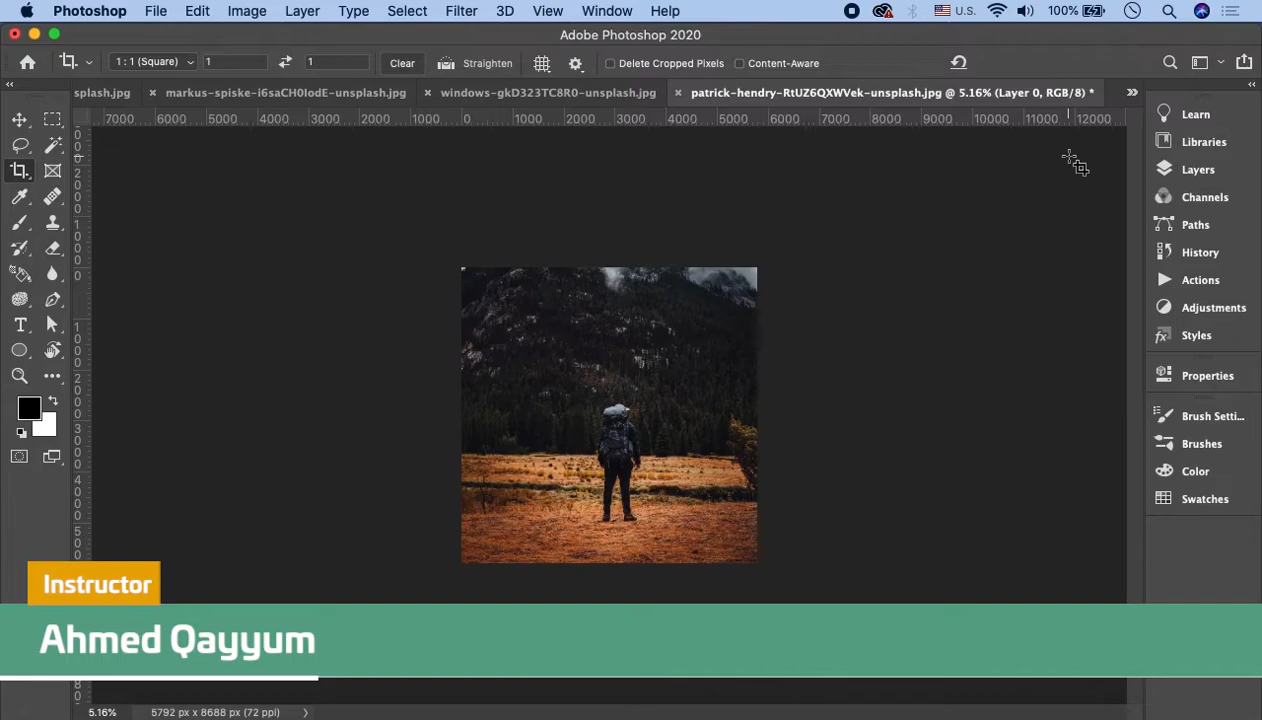 Photoshop File Edit Image Layer Type Select Filter 3D View Window Help U.S. 100%
Adobe Photoshop 2020
1 : 1 (Square) 1 1 Clear Straighten Delete Cropped Pixels Content-Aware
splash.jpg markus-spiske-i6saCH0IodE-unsplash.jpg windows-gkD323TC8R0-unsplash.jpg patrick-hendry-RtUZ6QXWVek-unsplash.jpg @ 5.16% (Layer 0, RGB/8) *
7000 6000 5000 4000 3000 2000 1000 0 1000 2000 3000 4000 5000 6000 7000 8000 9000 10000 11000 12000
Learn
Libraries
Layers
Channels
Paths
History
Actions
Adjustments
Styles
Properties
Brush Setti...
Brushes
Color
Swatches
Instructor
Ahmed Qayyum
5.16% 5792 px x 8688 px (72 ppi)